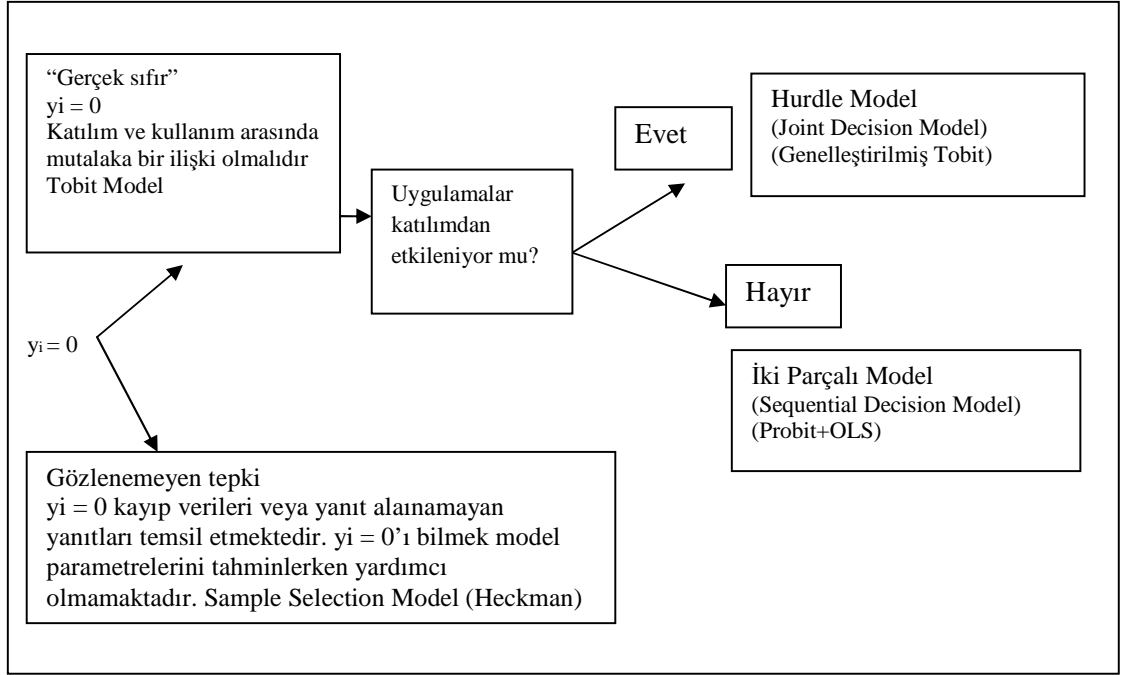 “Gerçek sıfır”
yi = 0
Katılım ve kullanım arasında
mutalaka bir ilişki olmalıdır
Tobit Model
Uygulamalar
katılımdan
etkileniyor mu?
Evet
Hurdle Model
(Joint Decision Model)
(Genelleştirilmiş Tobit)
Hayır
İki Parçalı Model
(Sequential Decision Model)
(Probit+OLS)
yi = 0
Gözlenemeyen tepki
yi = 0 kayıp verileri veya yanıt alaınamayan
yanıtları temsil etmektedir. yi = 0’ı bilmek model
parametrelerini tahminlerken yardımcı
olmamaktadır. Sample Selection Model (Heckman)